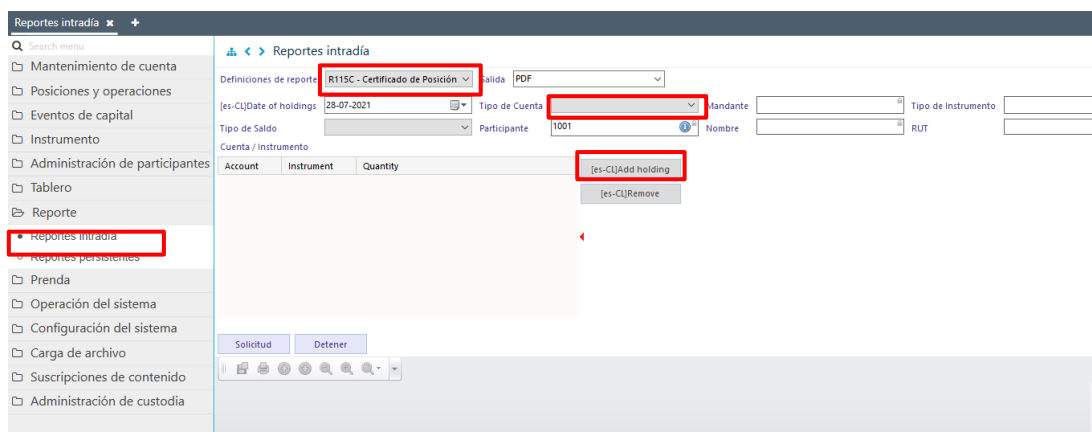 Reportes intradía × +
Search menu
Mantenimiento de cuenta
Posiciones y operaciones
Eventos de capital
Instrumento
Administración de participantes
Tablero
Reporte
Reportes intradía
Reportes persistentes
Prenda
Operación del sistema
Configuración del sistema
Carga de archivo
Suscripciones de contenido
Administración de custodia
Reportes intradía
Definiciones de reporte R115C - Certificado de Posición Salida PDF
[es-CL]Date of holdings 28-07-2021 Tipo de Cuenta Mandante Tipo de Instrumento
Tipo de Saldo Participante 1001 Nombre RUT
Cuenta / Instrumento
Account Instrument Quantity
[es-CL]Add holding
[es-CL]Remove
Solicitud Detener